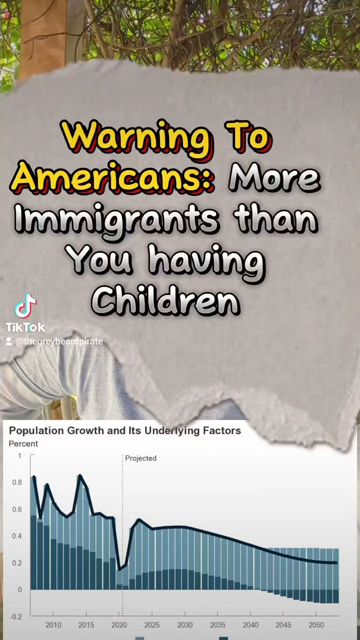 Warning To
Americans: More
Immigrants than
You having
Children
TikTok
@thegreybeardpirate
Population Growth and Its Underlying Factors
Percent
1
Projected
0.8
0.6
0.4
0.2
0
-0.2
2010 2015 2020 2025 2030 2035 2040 2045 2050